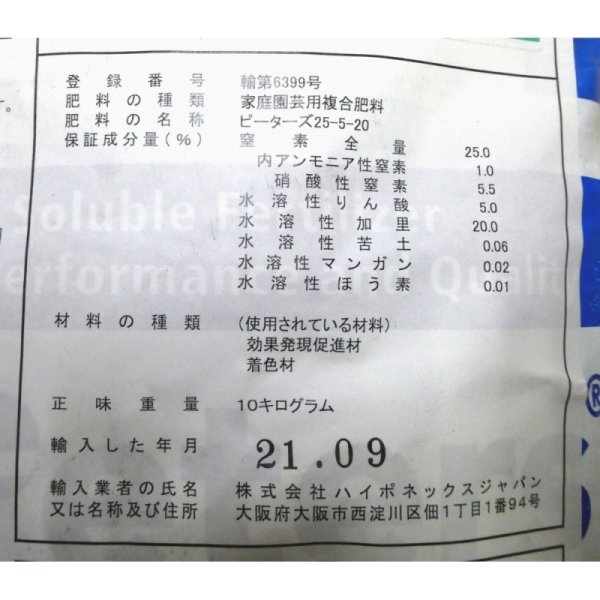 す。
登録番号 輸第6399号
肥料の種類 家庭園芸用複合肥料
肥料の名称 ピーターズ25-5-20
保証成分量(%) 窒素全量 25.0
内アンモニア性窒素 1.0
硝酸性窒素 5.5
水溶性りん酸 5.0
水溶性加里 20.0
水溶性苦土 0.06
水溶性マンガン 0.02
水溶性ほう素 0.01
Soluble Fertilizer
Performance and Quality
材料の種類 (使用されている材料)
効果発現促進材
着色材
正味重量 10キログラム
輸入した年月 21.09
輸入業者の氏名 株式会社ハイポネックスジャパン
又は名称及び住所 大阪府大阪市西淀川区佃1丁目1番94号
®